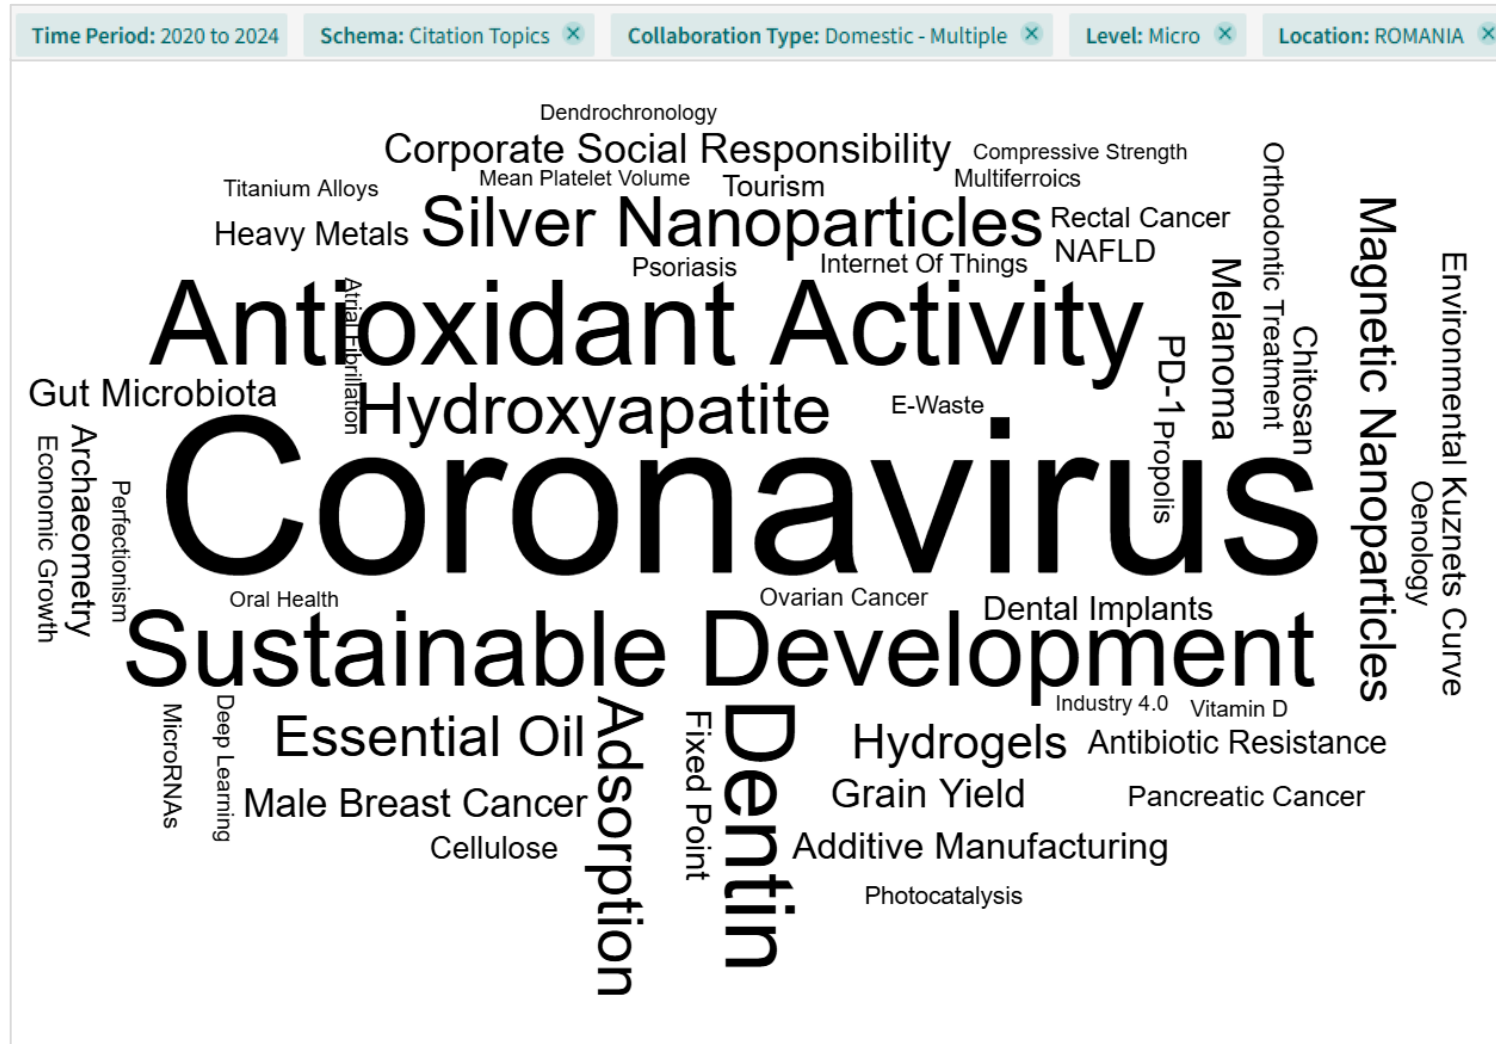 Time Period: 2020 to 2024
Schema: Citation Topics
Collaboration Type: Domestic - Multiple
Level: Micro
Location: ROMANIA
Dendrochronology
Corporate Social Responsibility
Compressive Strength
Titanium Alloys
Mean Platelet Volume
Tourism
Multiferroics
Orthodontic Treatment
Heavy Metals
Silver Nanoparticles
Rectal Cancer
NAFLD
Magnetic Nanoparticles
Psoriasis
Internet Of Things
Melanoma
Environmental Kuznets Curve
Antioxidant Activity
Atrial Fibrillation
PD-1
Chitosan
Gut Microbiota
Hydroxyapatite
E-Waste
Propolis
Economic Growth
Archaeometry
Perfectionism
Coronavirus
Oenology
Oral Health
Ovarian Cancer
Dental Implants
Sustainable Development
Industry 4.0
Vitamin D
MicroRNAs
Deep Learning
Essential Oil
Adsorption
Fixed Point
Dentin
Hydrogels
Antibiotic Resistance
Male Breast Cancer
Grain Yield
Pancreatic Cancer
Cellulose
Additive Manufacturing
Photocatalysis